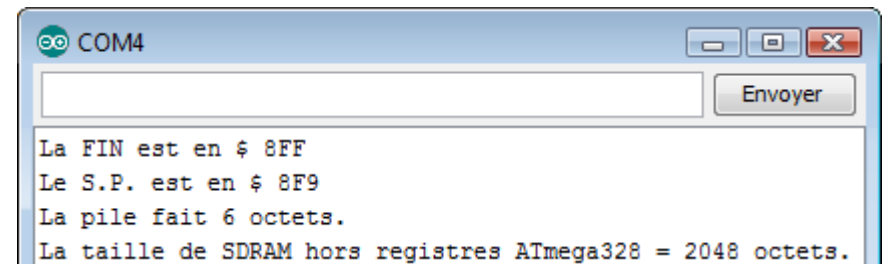 COM4
Envoyer
La FIN est en $ 8FF
Le S.P. est en $ 8F9
La pile fait 6 octets.
La taille de SDRAM hors registres ATmega328 = 2048 octets.